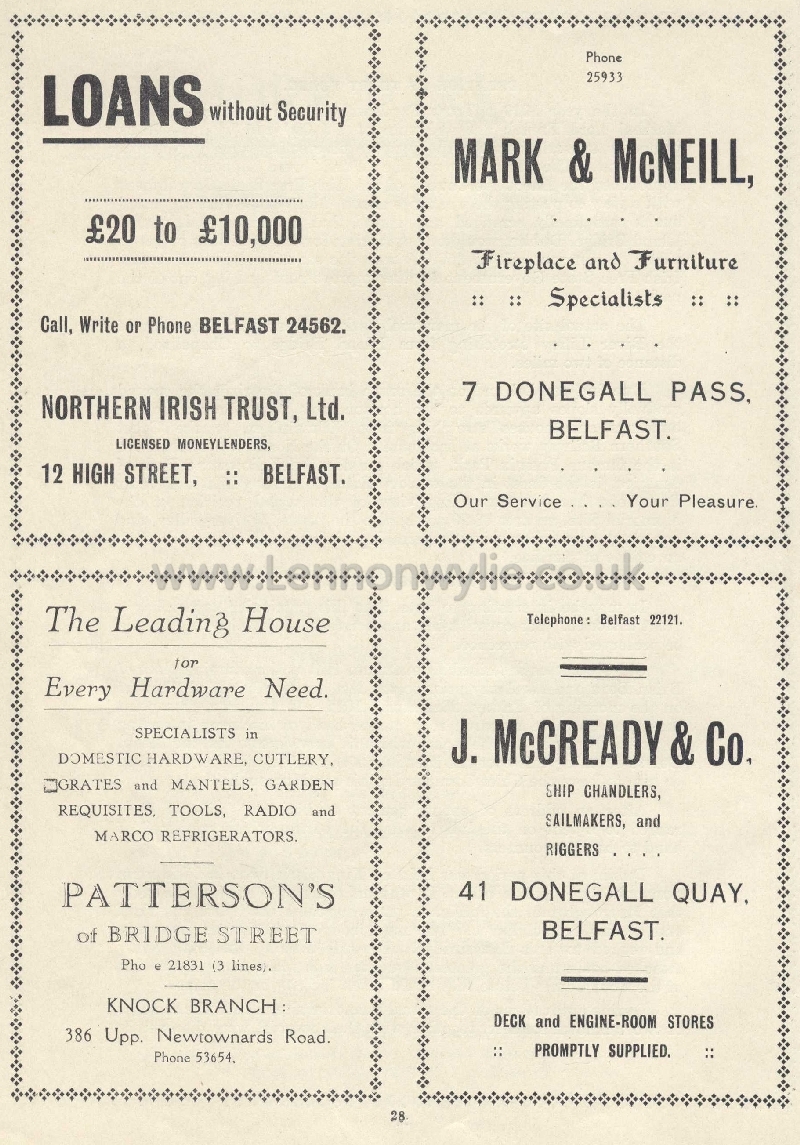 LOANS without Security
£20 to £10,000
Call, Write or Phone BELFAST 24562.
NORTHERN IRISH TRUST, Ltd.
LICENSED MONEYLENDERS,
12 HIGH STREET, :: BELFAST.
Phone
25933
MARK & McNEILL,
. . . .
Fireplace and Furniture
:: :: Specialists :: ::
. . . .
7 DONEGALL PASS,
BELFAST.
. . . .
Our Service . . . . Your Pleasure.
www.Lennonwylie.co.uk
The Leading House
for
Every Hardware Need.
SPECIALISTS in
DOMESTIC HARDWARE, CUTLERY,
GRATES and MANTELS, GARDEN
REQUISITES, TOOLS, RADIO and
MARCO REFRIGERATORS.
PATTERSON'S
of BRIDGE STREET
Pho e 21831 (3 lines).
KNOCK BRANCH:
386 Upp. Newtownards Road.
Phone 53654.
Telephone: Belfast 22121.
J. McCREADY & Co.,
SHIP CHANDLERS,
SAILMAKERS, and
RIGGERS . . . .
41 DONEGALL QUAY,
BELFAST.
DECK and ENGINE-ROOM STORES
:: PROMPTLY SUPPLIED. ::
28